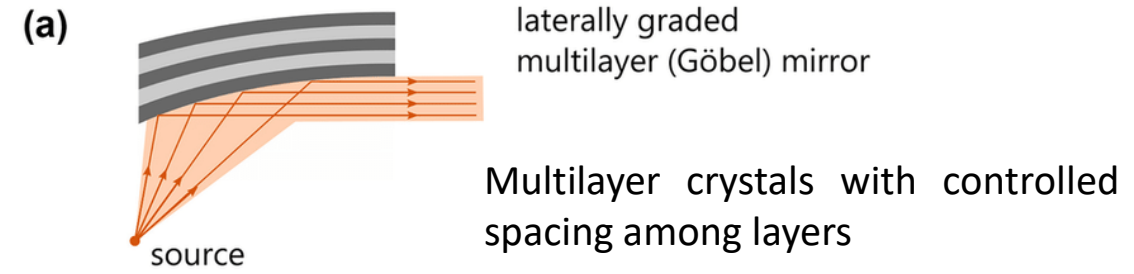 (a)
laterally graded
multilayer (Göbel) mirror
Multilayer crystals with controlled
spacing among layers
source